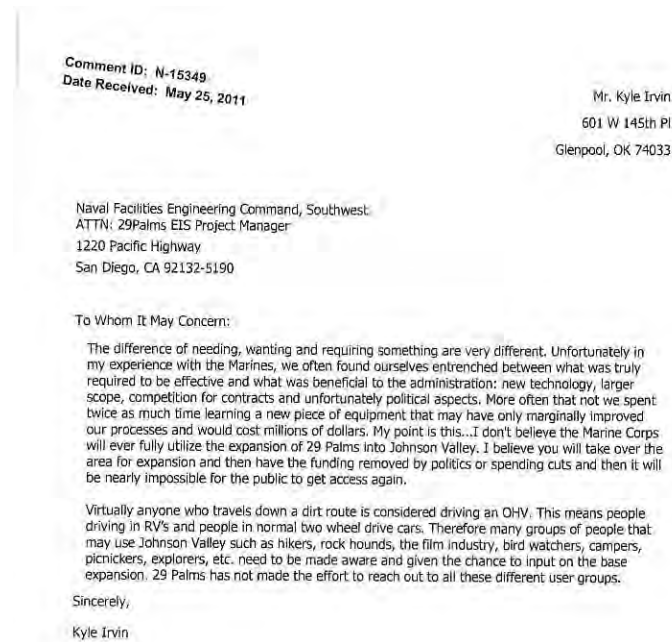 Comment ID: N-15349
Date Received: May 25, 2011
Mr. Kyle Irvin
601 W 145th Pl
Glenpool, OK 74033
Naval Facilities Engineering Command, Southwest
ATTN: 29Palms EIS Project Manager
1220 Pacific Highway
San Diego, CA 92132-5190
To Whom It May Concern:
The difference of needing, wanting and requiring something are very different. Unfortunately in
my experience with the Marines, we often found ourselves entrenched between what was truly
required to be effective and what was beneficial to the administration: new technology, larger
scope, competition for contracts and unfortunately political aspects. More often that not we spent
twice as much time learning a new piece of equipment that may have only marginally improved
our processes and would cost millions of dollars. My point is this...I don't believe the Marine Corps
will ever fully utilize the expansion of 29 Palms into Johnson Valley. I believe you will take over the
area for expansion and then have the funding removed by politics or spending cuts and then it will
be nearly impossible for the public to get access again.
Virtually anyone who travels down a dirt route is considered driving an OHV. This means people
driving in RV's and people in normal two wheel drive cars. Therefore many groups of people that
may use Johnson Valley such as hikers, rock hounds, the film industry, bird watchers, campers,
picnickers, explorers, etc. need to be made aware and given the chance to input on the base
expansion. 29 Palms has not made the effort to reach out to all these different user groups.
Sincerely,
Kyle Irvin